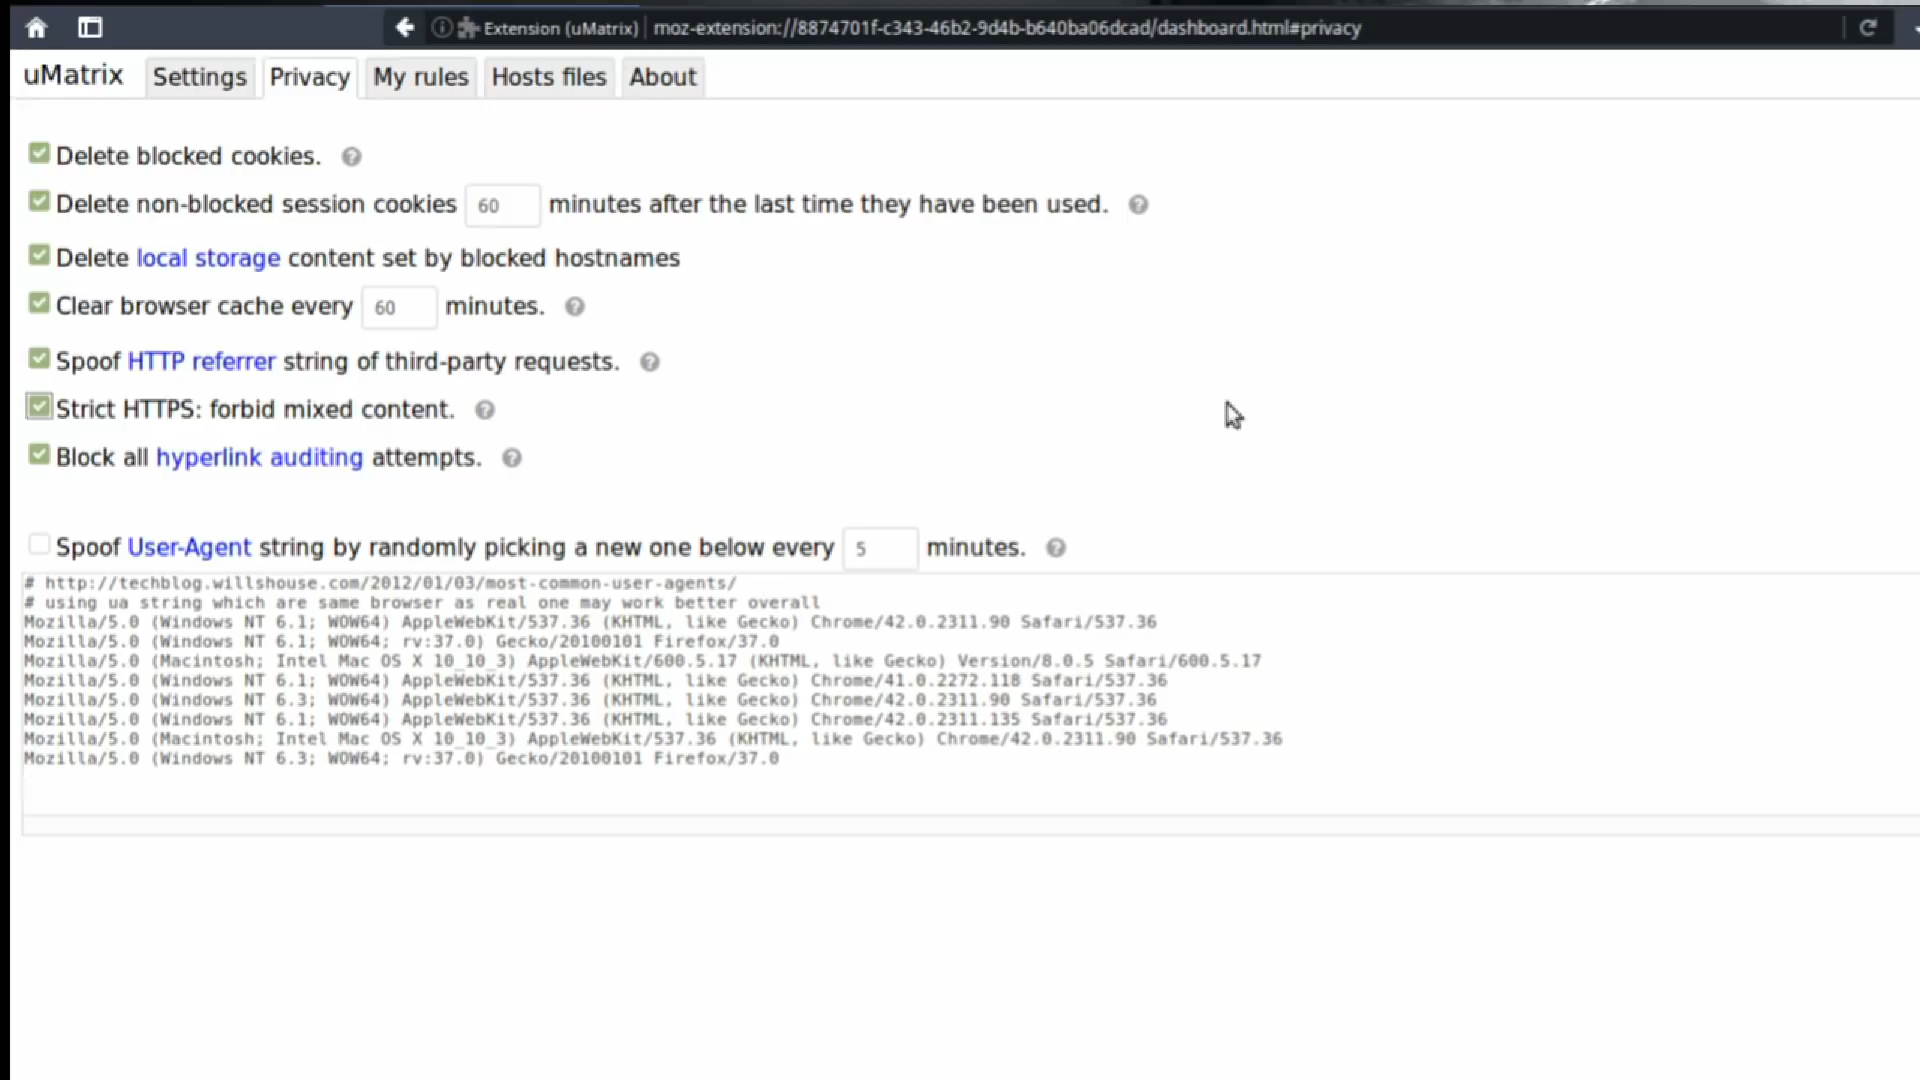 Extension (uMatrix) moz-extension://8874701f-c343-46b2-9d4b-b640ba06dcad/dashboard.html#privacy
uMatrix Settings Privacy My rules Hosts files About
Delete blocked cookies.
Delete non-blocked session cookies 60 minutes after the last time they have been used.
Delete local storage content set by blocked hostnames
Clear browser cache every 60 minutes.
Spoof HTTP referrer string of third-party requests.
Strict HTTPS: forbid mixed content.
Block all hyperlink auditing attempts.
Spoof User-Agent string by randomly picking a new one below every 5 minutes.
# http://techblog.willshouse.com/2012/01/03/most-common-user-agents/
# using ua string which are same browser as real one may work better overall
Mozilla/5.0 (Windows NT 6.1; WOW64) AppleWebKit/537.36 (KHTML, like Gecko) Chrome/42.0.2311.90 Safari/537.36
Mozilla/5.0 (Windows NT 6.1; WOW64; rv:37.0) Gecko/20100101 Firefox/37.0
Mozilla/5.0 (Macintosh; Intel Mac OS X 10_10_3) AppleWebKit/600.5.17 (KHTML, like Gecko) Version/8.0.5 Safari/600.5.17
Mozilla/5.0 (Windows NT 6.1; WOW64) AppleWebKit/537.36 (KHTML, like Gecko) Chrome/41.0.2272.118 Safari/537.36
Mozilla/5.0 (Windows NT 6.3; WOW64) AppleWebKit/537.36 (KHTML, like Gecko) Chrome/42.0.2311.90 Safari/537.36
Mozilla/5.0 (Windows NT 6.1; WOW64) AppleWebKit/537.36 (KHTML, like Gecko) Chrome/42.0.2311.135 Safari/537.36
Mozilla/5.0 (Macintosh; Intel Mac OS X 10_10_3) AppleWebKit/537.36 (KHTML, like Gecko) Chrome/42.0.2311.90 Safari/537.36
Mozilla/5.0 (Windows NT 6.3; WOW64; rv:37.0) Gecko/20100101 Firefox/37.0